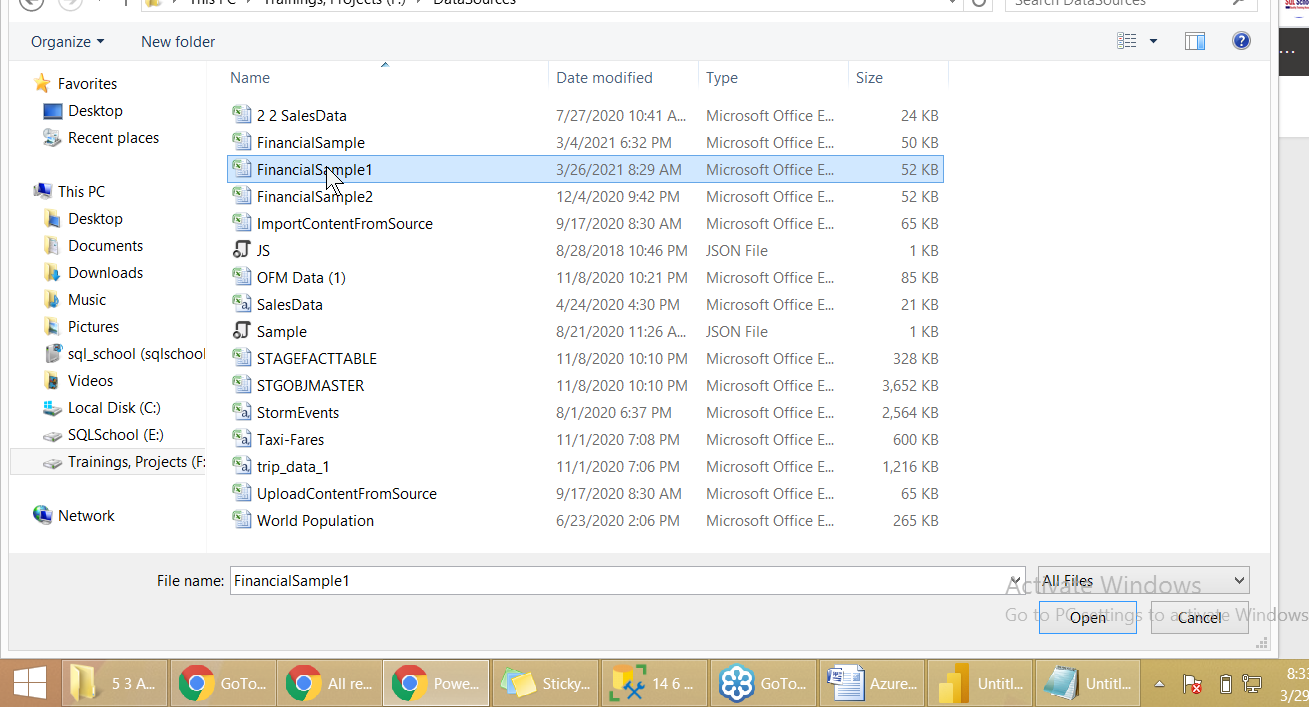 This PC Trainings, Projects (F:) DataSources Search DataSources
Organize New folder
Name Date modified Type Size
Favorites
Desktop
Recent places
This PC
Desktop
Documents
Downloads
Music
Pictures
sql_school (sqlschool
Videos
Local Disk (C:)
SQLSchool (E:)
Trainings, Projects (F:
Network
2 2 SalesData 7/27/2020 10:41 A... Microsoft Office E... 24 KB
FinancialSample 3/4/2021 6:32 PM Microsoft Office E... 50 KB
FinancialSample1 3/26/2021 8:29 AM Microsoft Office E... 52 KB
FinancialSample2 12/4/2020 9:42 PM Microsoft Office E... 52 KB
ImportContentFromSource 9/17/2020 8:30 AM Microsoft Office E... 65 KB
JS 8/28/2018 10:46 PM JSON File 1 KB
OFM Data (1) 11/8/2020 10:21 PM Microsoft Office E... 85 KB
SalesData 4/24/2020 4:30 PM Microsoft Office E... 21 KB
Sample 8/21/2020 11:26 A... JSON File 1 KB
STAGEFACTTABLE 11/8/2020 10:10 PM Microsoft Office E... 328 KB
STGOBJMASTER 11/8/2020 10:10 PM Microsoft Office E... 3,652 KB
StormEvents 8/1/2020 6:37 PM Microsoft Office E... 2,564 KB
Taxi-Fares 11/1/2020 7:08 PM Microsoft Office E... 600 KB
trip_data_1 11/1/2020 7:06 PM Microsoft Office E... 1,216 KB
UploadContentFromSource 9/17/2020 8:30 AM Microsoft Office E... 65 KB
World Population 6/23/2020 2:06 PM Microsoft Office E... 265 KB
File name: FinancialSample1 All Files
Activate Windows
Go to PC settings to activate Windows
Open Cancel
5 3 A... GoTo... All re... Powe... Sticky... 14 6 ... GoTo... Azure... Untitl... Untitl...
8:33
3/29